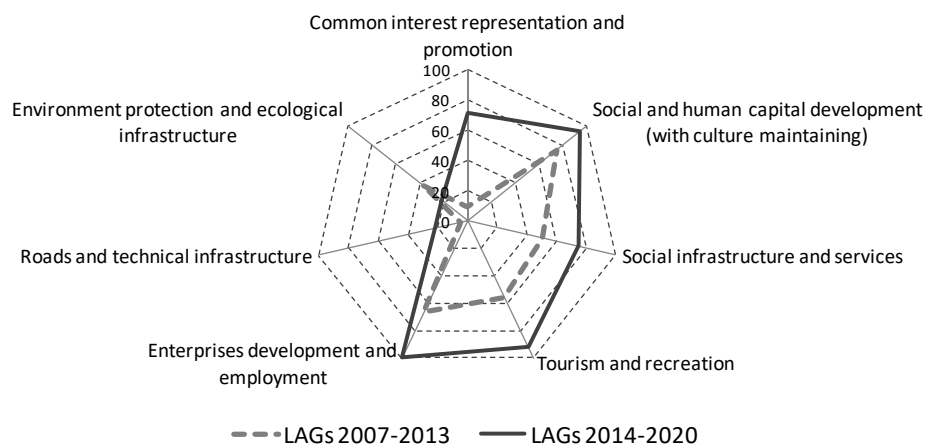 Common interest representation and
promotion
100
80
60
40
20
0
Social and human capital development
(with culture maintaining)
Social infrastructure and services
Tourism and recreation
Enterprises development and
employment
Roads and technical infrastructure
Environment protection and ecological
infrastructure
LAGs 2007-2013
LAGs 2014-2020